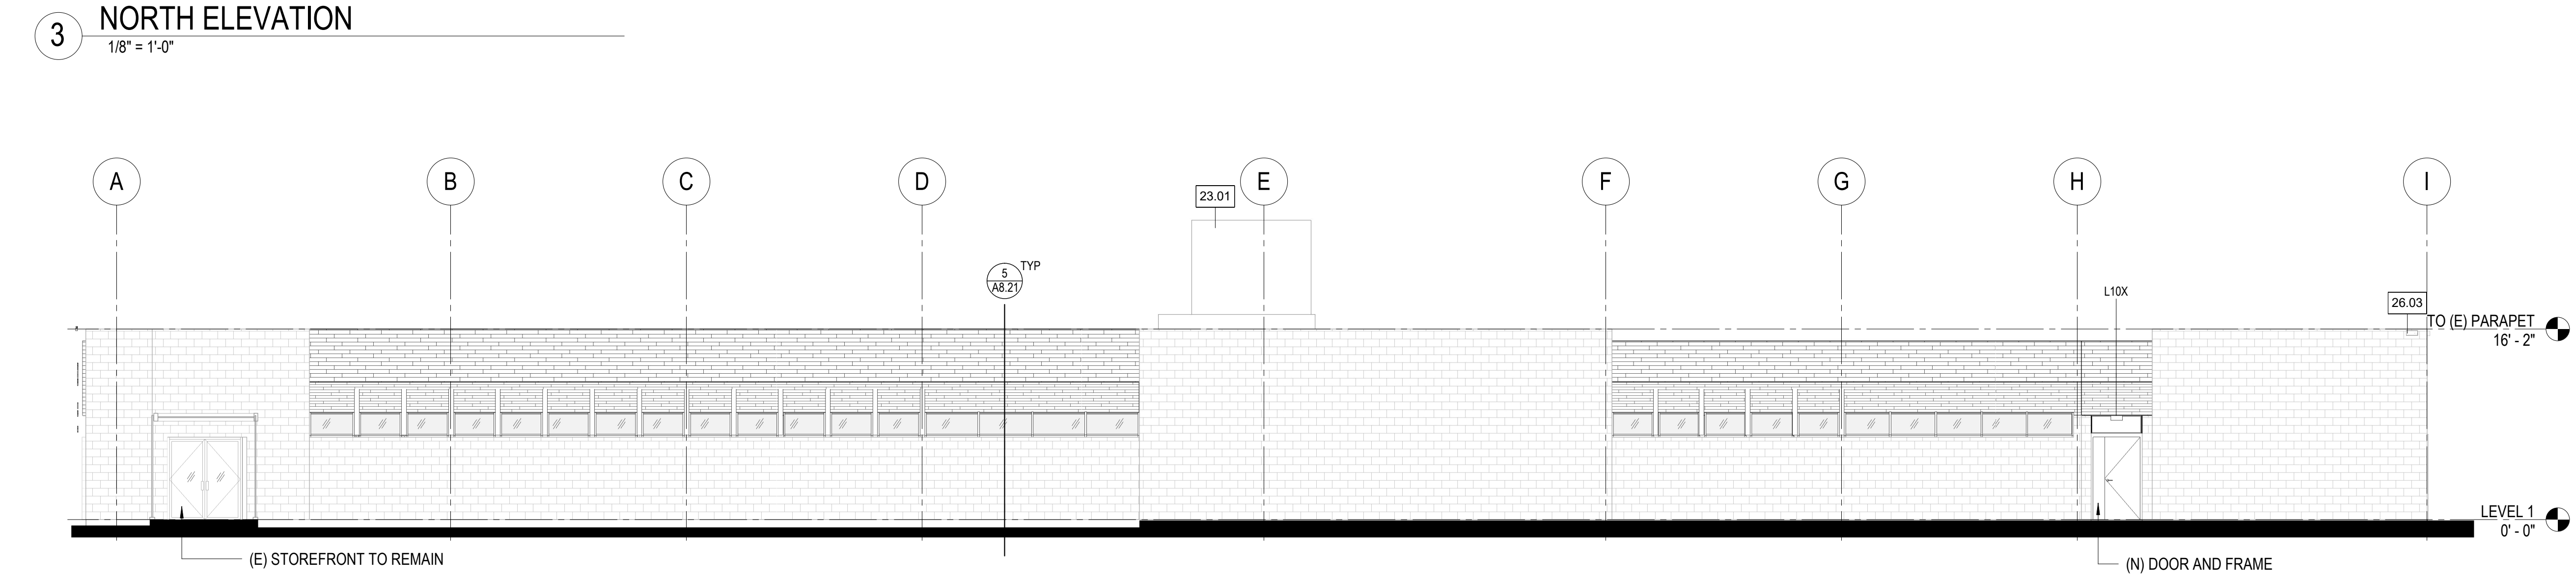 3
NORTH ELEVATION
1/8" = 1'-0"
A
B
C
D
E
F
G
H
I
23.01
5
A8.21
TYP
L10X
26.03
TO (E) PARAPET
16' - 2"
LEVEL 1
0' - 0"
(E) STOREFRONT TO REMAIN
(N) DOOR AND FRAME